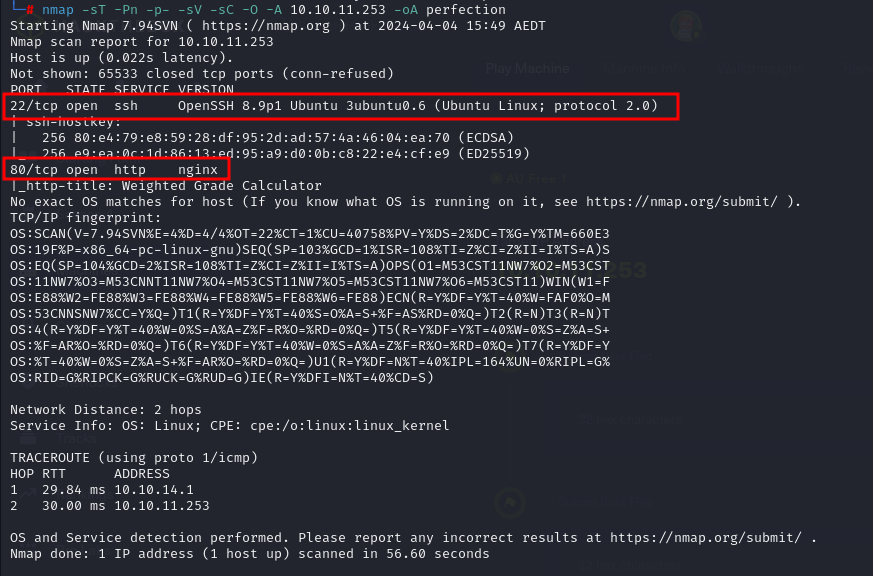 └─# nmap -sT -Pn -p- -sV -sC -O -A 10.10.11.253 -oA perfection
Starting Nmap 7.94SVN ( https://nmap.org ) at 2024-04-04 15:49 AEDT
Nmap scan report for 10.10.11.253
Host is up (0.022s latency).
Not shown: 65533 closed tcp ports (conn-refused)
PORT   STATE SERVICE VERSION
22/tcp open  ssh     OpenSSH 8.9p1 Ubuntu 3ubuntu0.6 (Ubuntu Linux; protocol 2.0)
| ssh-hostkey:
|   256 80:e4:79:e8:59:28:df:95:2d:ad:57:4a:46:04:ea:70 (ECDSA)
|_  256 e9:ea:0c:1d:86:13:ed:95:a9:d0:0b:c8:22:e4:cf:e9 (ED25519)
80/tcp open  http    nginx
|_http-title: Weighted Grade Calculator
No exact OS matches for host (If you know what OS is running on it, see https://nmap.org/submit/ ).
TCP/IP fingerprint:
OS:SCAN(V=7.94SVN%E=4%D=4/4%OT=22%CT=1%CU=40758%PV=Y%DS=2%DC=T%G=Y%TM=660E3
OS:19F%P=x86_64-pc-linux-gnu)SEQ(SP=103%GCD=1%ISR=108%TI=Z%CI=Z%II=I%TS=A)S
OS:EQ(SP=104%GCD=2%ISR=108%TI=Z%CI=Z%II=I%TS=A)OPS(O1=M53CST11NW7%O2=M53CST
OS:11NW7%O3=M53CNNT11NW7%O4=M53CST11NW7%O5=M53CST11NW7%O6=M53CST11)WIN(W1=F
OS:E88%W2=FE88%W3=FE88%W4=FE88%W5=FE88%W6=FE88)ECN(R=Y%DF=Y%T=40%W=FAF0%O=M
OS:53CNNSNW7%CC=Y%Q=)T1(R=Y%DF=Y%T=40%S=O%A=S+%F=AS%RD=0%Q=)T2(R=N)T3(R=N)T
OS:4(R=Y%DF=Y%T=40%W=0%S=A%A=Z%F=R%O=%RD=0%Q=)T5(R=Y%DF=Y%T=40%W=0%S=Z%A=S+
OS:%F=AR%O=%RD=0%Q=)T6(R=Y%DF=Y%T=40%W=0%S=A%A=Z%F=R%O=%RD=0%Q=)T7(R=Y%DF=Y
OS:%T=40%W=0%S=Z%A=S+%F=AR%O=%RD=0%Q=)U1(R=Y%DF=N%T=40%IPL=164%UN=0%RIPL=G%
OS:RID=G%RIPCK=G%RUCK=G%RUD=G)IE(R=Y%DFI=N%T=40%CD=S)
Network Distance: 2 hops
Service Info: OS: Linux; CPE: cpe:/o:linux:linux_kernel
TRACEROUTE (using proto 1/icmp)
HOP RTT      ADDRESS
1   29.84 ms 10.10.14.1
2   30.00 ms 10.10.11.253
OS and Service detection performed. Please report any incorrect results at https://nmap.org/submit/ .
Nmap done: 1 IP address (1 host up) scanned in 56.60 seconds